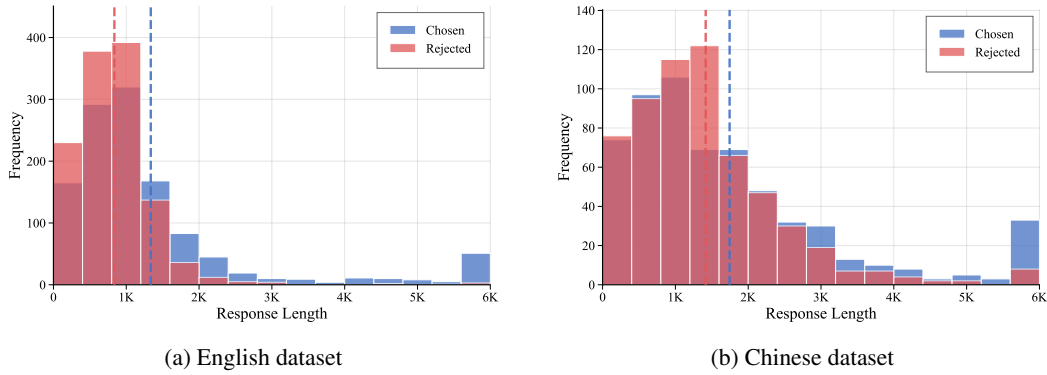 Frequency
400
300
200
100
0
0 1K 2K 3K 4K 5K 6K
Response Length
Chosen
Rejected
(a) English dataset
Frequency
140
120
100
80
60
40
20
0
0 1K 2K 3K 4K 5K 6K
Response Length
Chosen
Rejected
(b) Chinese dataset